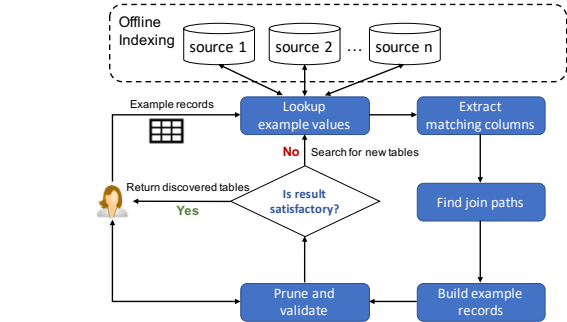 Offline
Indexing
source 1
source 2
...
source n
Example records
Lookup
example values
Extract
matching columns
No
Search for new tables
Return discovered tables
Yes
Is result
satisfactory?
Find join paths
Prune and
validate
Build example
records